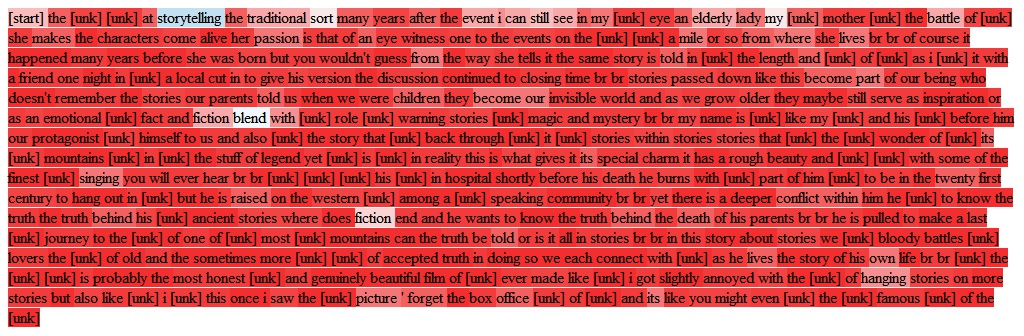 [start] the [unk] [unk] at storytelling the traditional sort many years after the event i can still see in my [unk] eye an elderly lady my [unk] mother [unk] the battle of [unk]
she makes the characters come alive her passion is that of an eye witness one to the events on the [unk] [unk] a mile or so from where she lives br br of course it
happened many years before she was born but you wouldn't guess from the way she tells it the same story is told in [unk] the length and [unk] of [unk] as i [unk] it with
a friend one night in [unk] a local cut in to give his version the discussion continued to closing time br br stories passed down like this become part of our being who
doesn't remember the stories our parents told us when we were children they become our invisible world and as we grow older they maybe still serve as inspiration or
as an emotional [unk] fact and fiction blend with [unk] role [unk] warning stories [unk] magic and mystery br br my name is [unk] like my [unk] and his [unk] before him
our protagonist [unk] himself to us and also [unk] the story that [unk] back through [unk] it [unk] stories within stories stories that [unk] the [unk] wonder of [unk] its
[unk] mountains [unk] in [unk] the stuff of legend yet [unk] is [unk] in reality this is what gives it its special charm it has a rough beauty and [unk] [unk] with some of the
finest [unk] singing you will ever hear br br [unk] [unk] [unk] his [unk] in hospital shortly before his death he burns with [unk] part of him [unk] to be in the twenty first
century to hang out in [unk] but he is raised on the western [unk] among a [unk] speaking community br br yet there is a deeper conflict within him he [unk] to know the
truth the truth behind his [unk] ancient stories where does fiction end and he wants to know the truth behind the death of his parents br br he is pulled to make a last
[unk] journey to the [unk] of one of [unk] most [unk] mountains can the truth be told or is it all in stories br br in this story about stories we [unk] bloody battles [unk]
lovers the [unk] of old and the sometimes more [unk] of accepted truth in doing so we each connect with [unk] as he lives the story of his own life br br [unk] the
[unk] [unk] is probably the most honest [unk] and genuinely beautiful film of [unk] ever made like [unk] i got slightly annoyed with the [unk] of hanging stories on more
stories but also like [unk] i [unk] this once i saw the [unk] picture ' forget the box office [unk] of [unk] and its like you might even [unk] the [unk] famous [unk] of the
[unk]